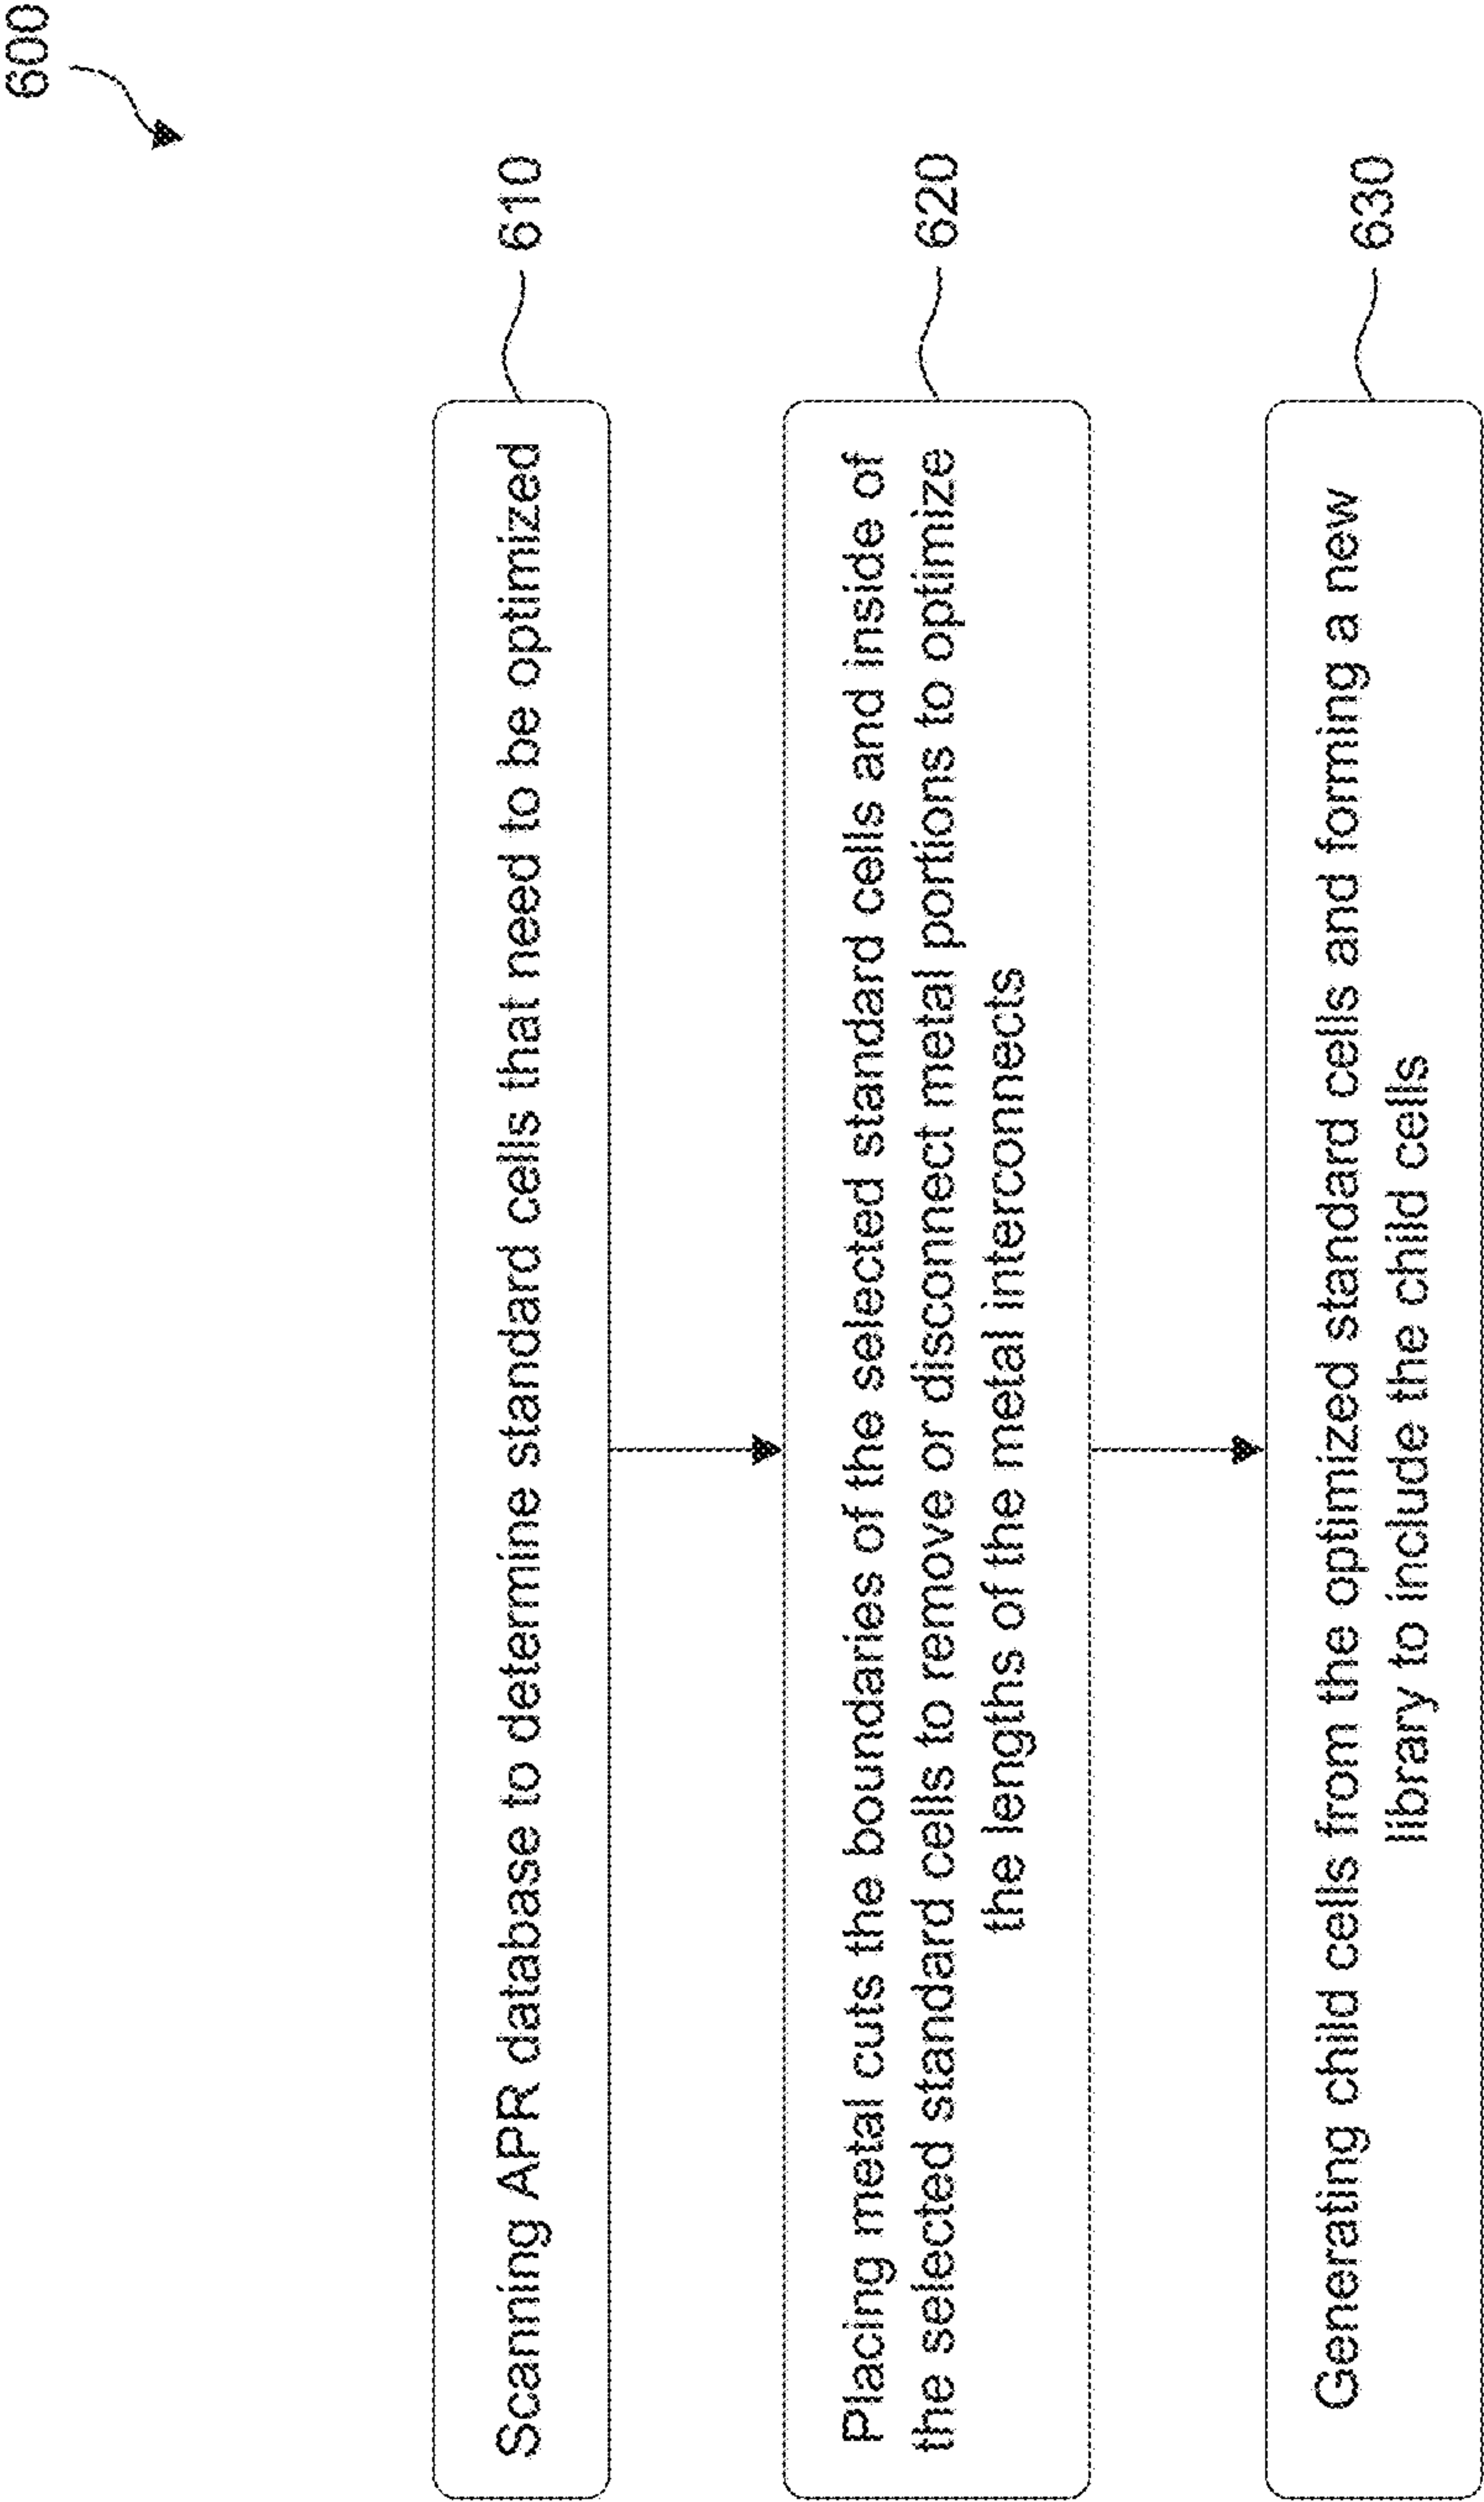 600
Scanning APR database to determine standard cells that need to be optimized
610
Placing metal cuts the boundaries of the selected standard cells and inside of
the selected standard cells to remove or disconnect metal portions to optimize
the lengths of the metal interconnects
620
Generating child cells from the optimized standard cells and forming a new
library to include the child cells
630